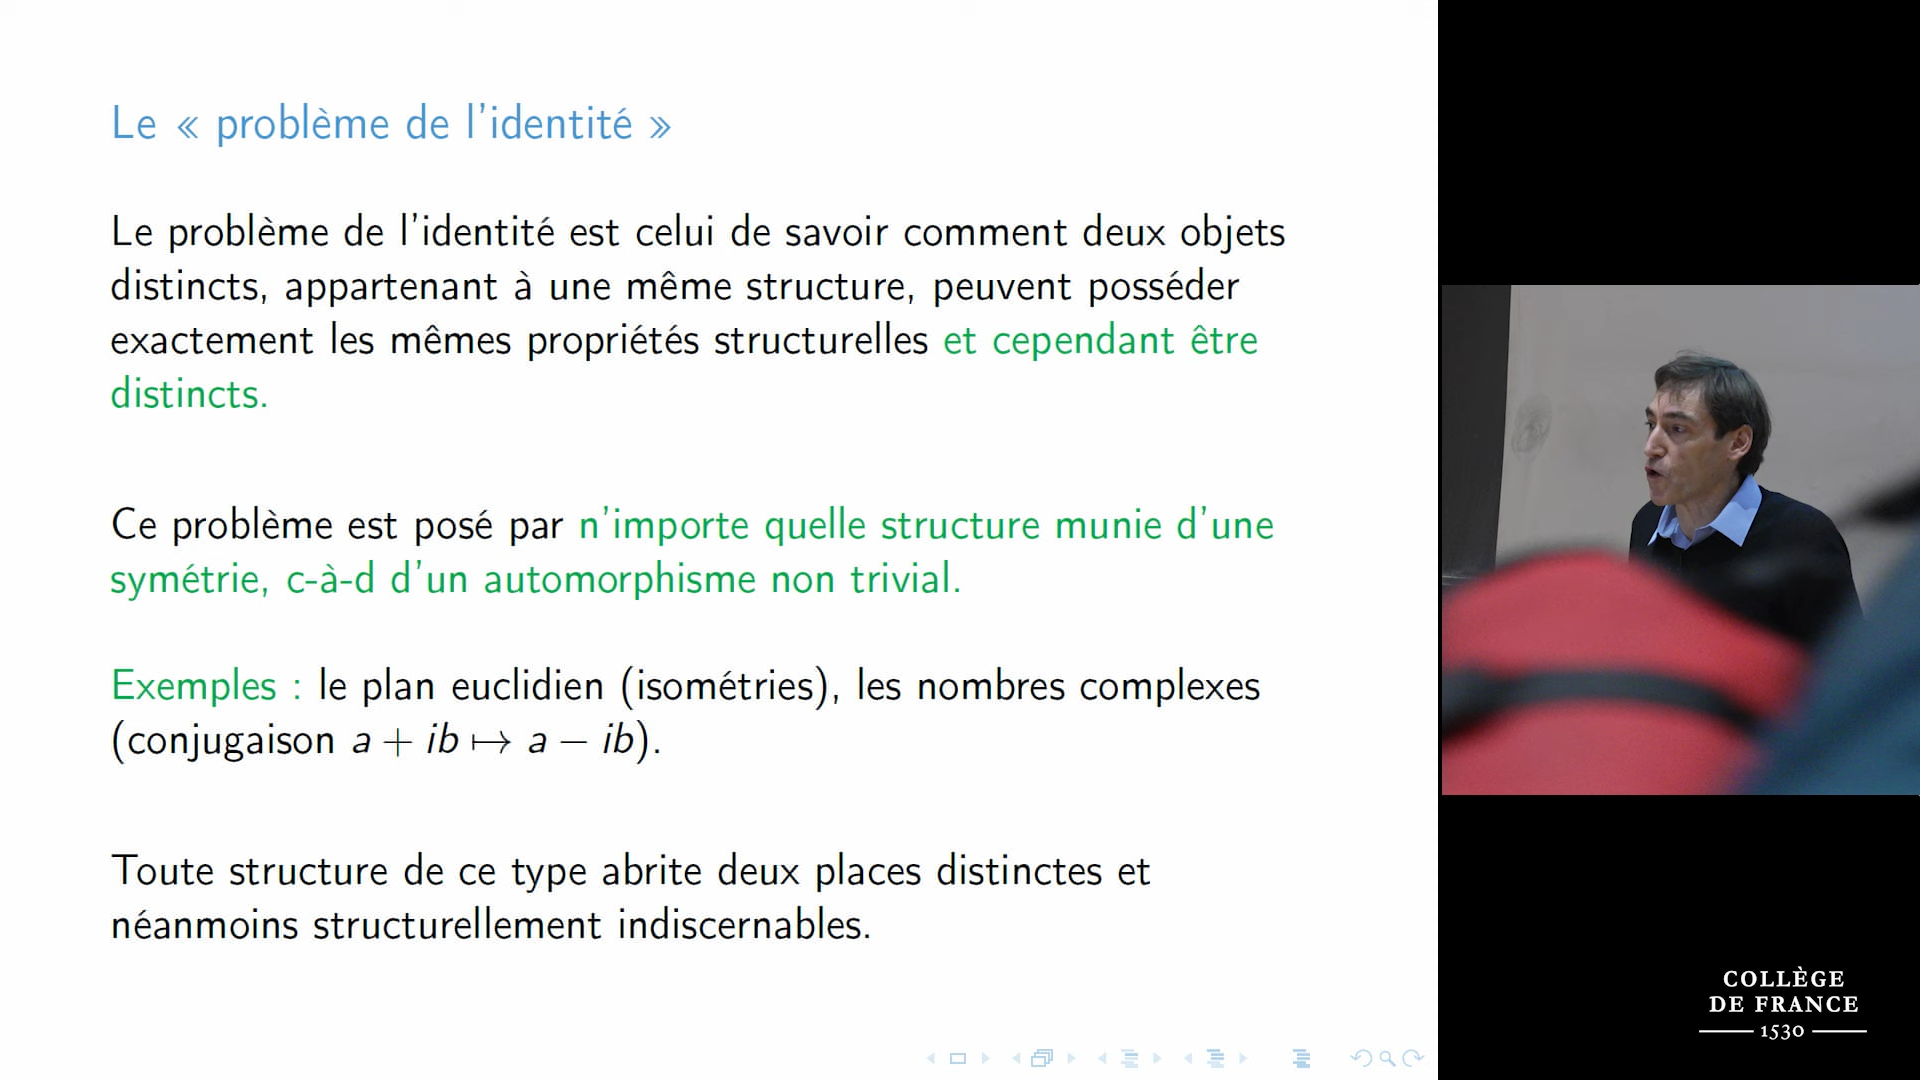 Le « problème de l'identité »
Le problème de l'identité est celui de savoir comment deux objets
distincts, appartenant à une même structure, peuvent posséder
exactement les mêmes propriétés structurelles et cependant être
distincts.
Ce problème est posé par n'importe quelle structure munie d'une
symétrie, c-à-d d'un automorphisme non trivial.
Exemples : le plan euclidien (isométries), les nombres complexes
(conjugaison a + ib ↦ a − ib).
Toute structure de ce type abrite deux places distinctes et
néanmoins structurellement indiscernables.
COLLÈGE
DE FRANCE
1530